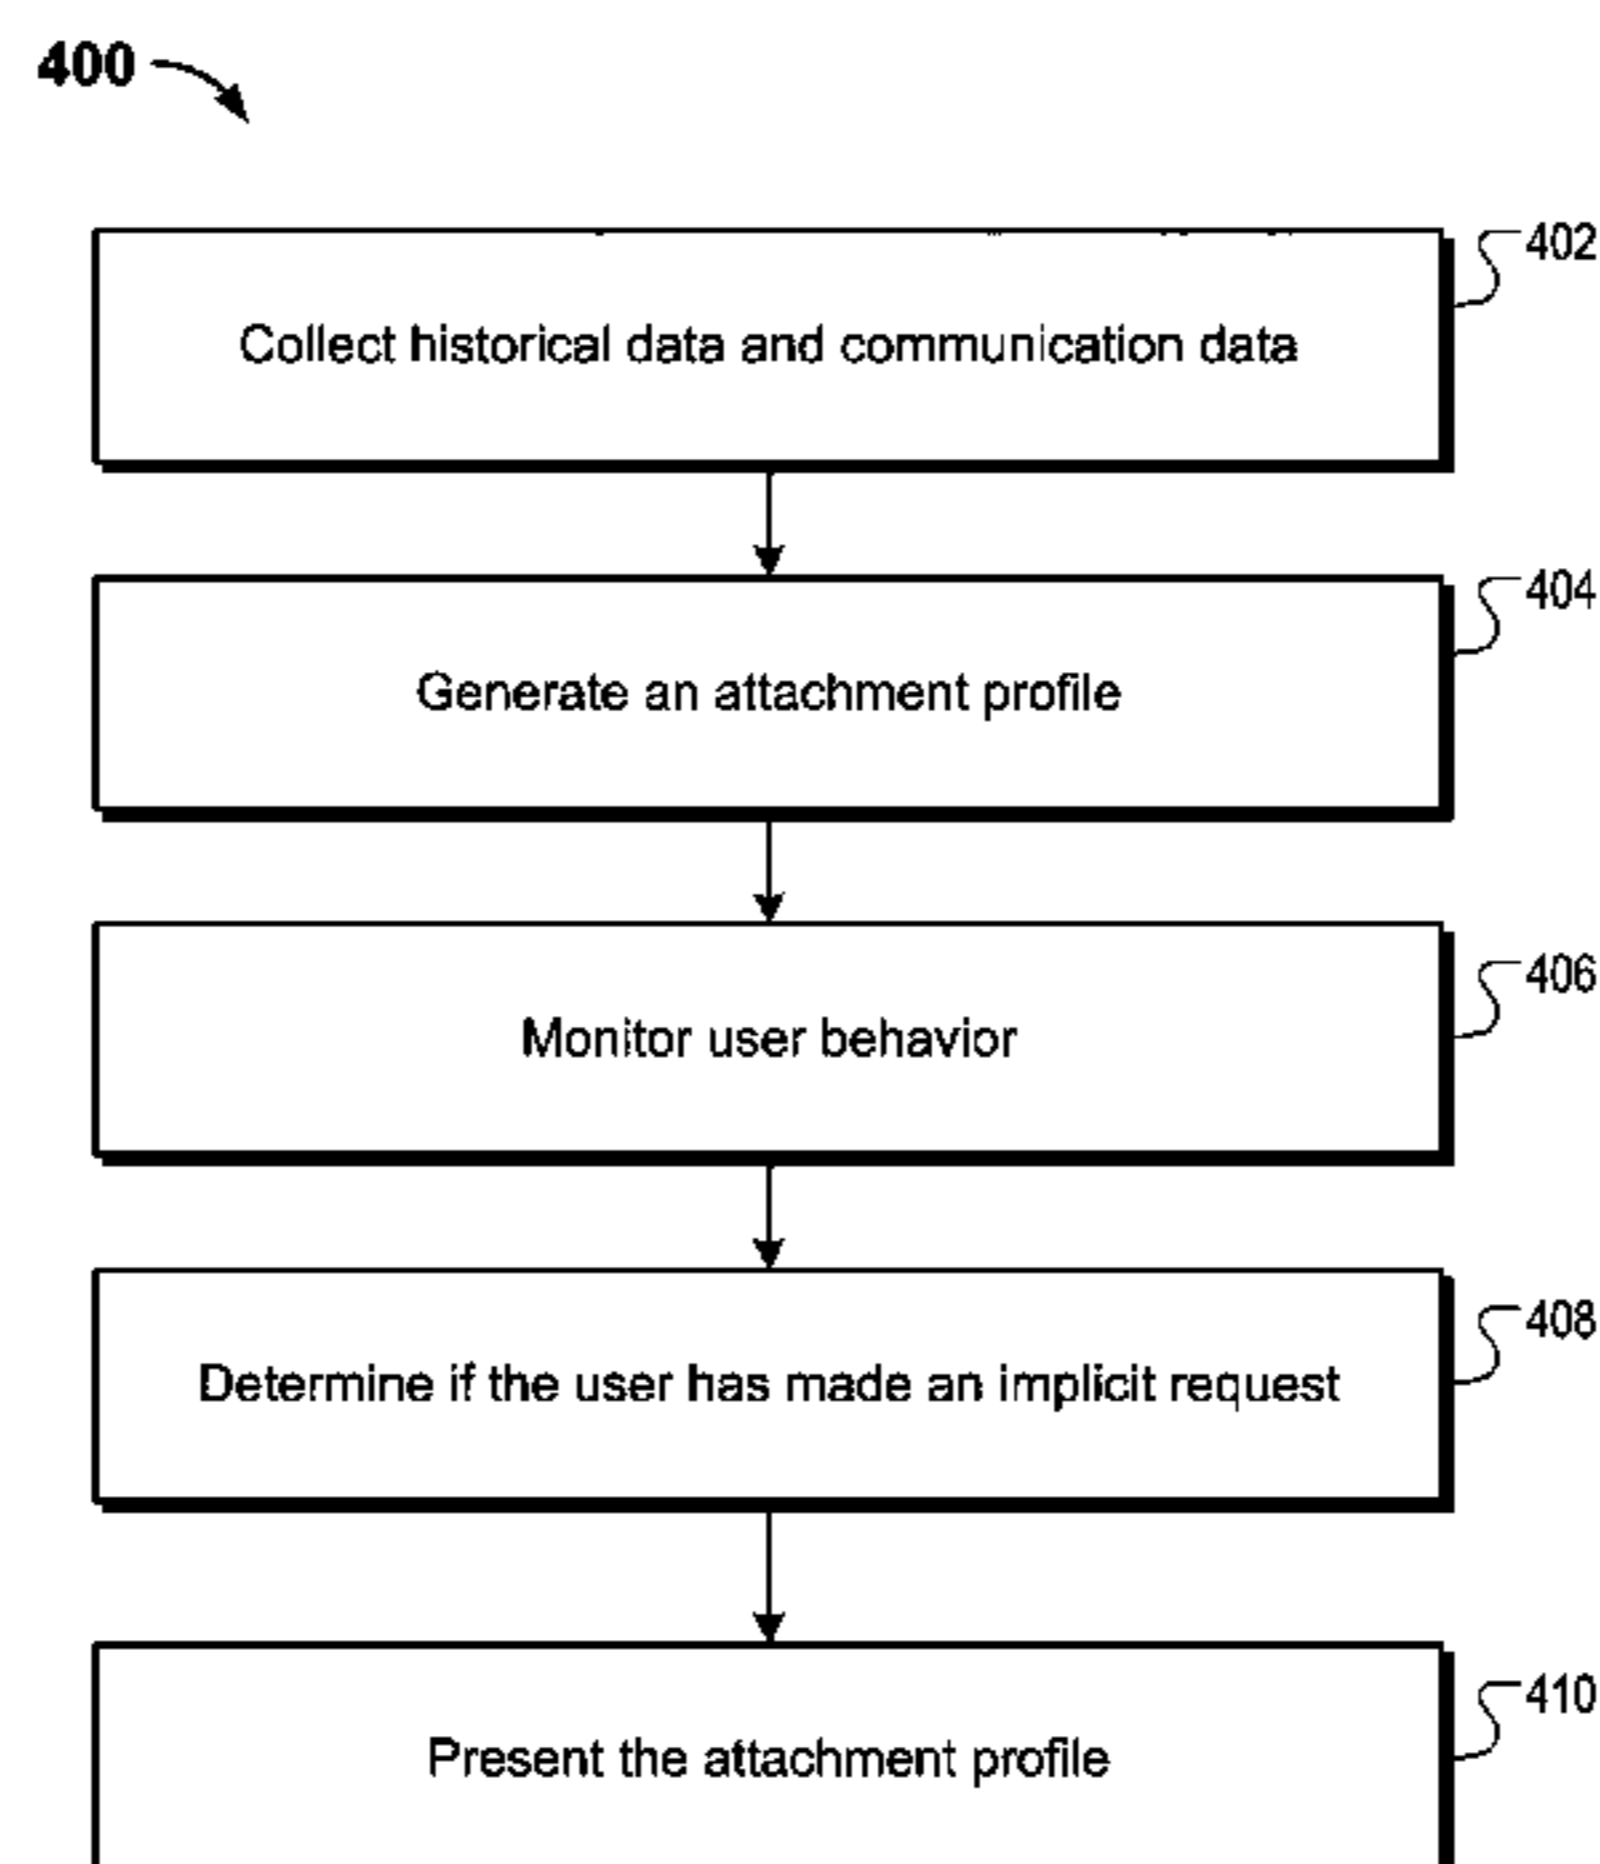 400
402
Collect historical data and communication data
404
Generate an attachment profile
406
Monitor user behavior
408
Determine if the user has made an implicit request
410
Present the attachment profile